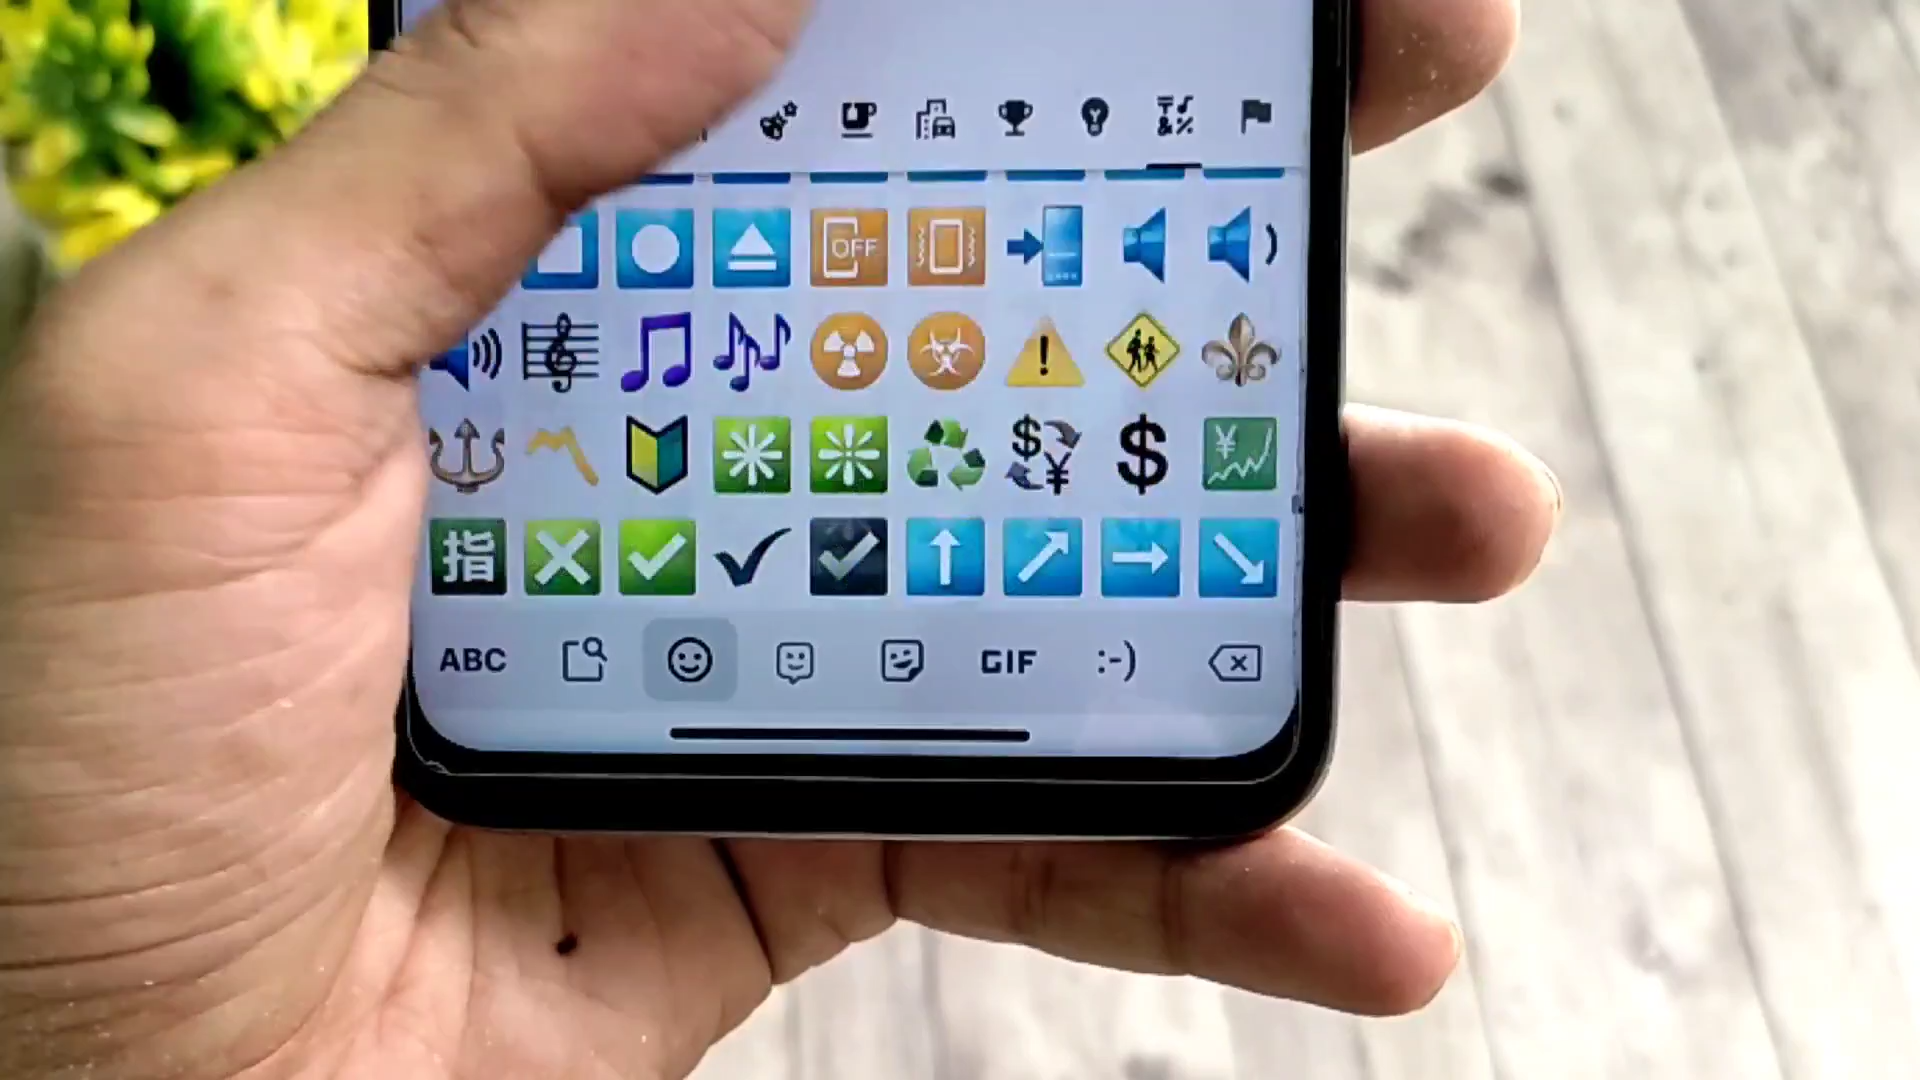 &%
OFF
$ ¥ $ ¥
指
ABC GIF :-)